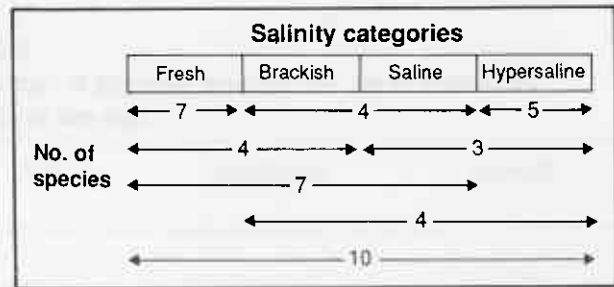 Salinity categories
Fresh Brackish Saline Hypersaline
7 4 5
4 3
No. of
species
7
4
10